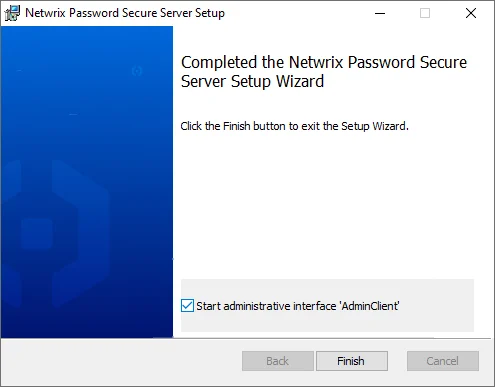 Netwrix Password Secure Server Setup
Completed the Netwrix Password Secure
Server Setup Wizard
Click the Finish button to exit the Setup Wizard.
Start administrative interface 'AdminClient'
Back
Finish
Cancel